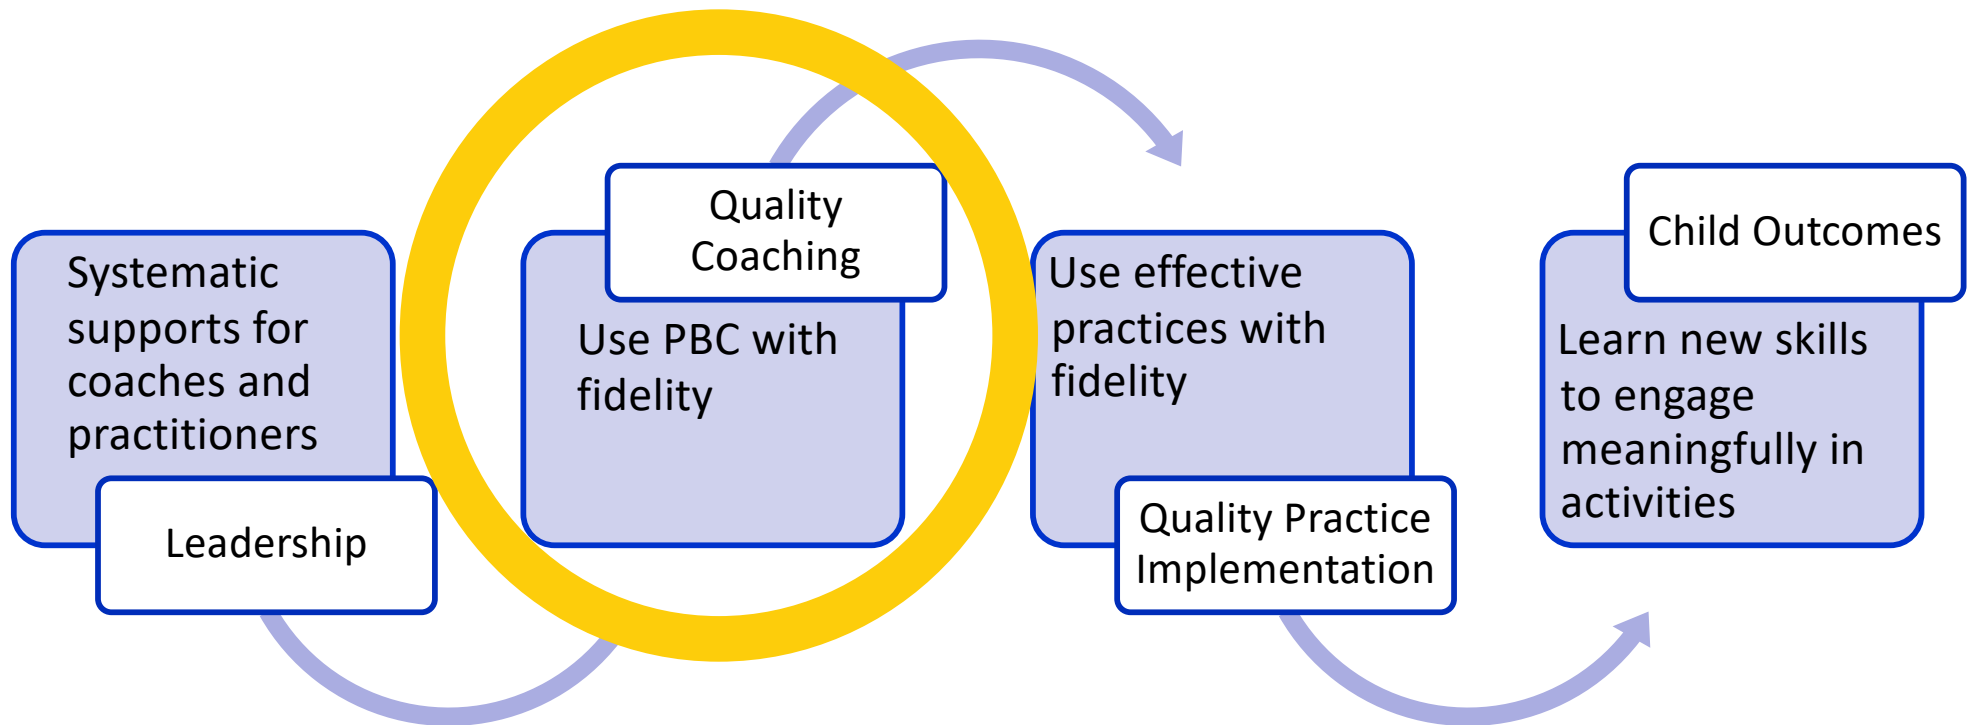 Systematic
supports for
coaches and
practitioners
Leadership
Quality
Coaching
Use PBC with
fidelity
Use effective
practices with
fidelity
Quality Practice
Implementation
Child Outcomes
Learn new skills
to engage
meaningfully in
activities